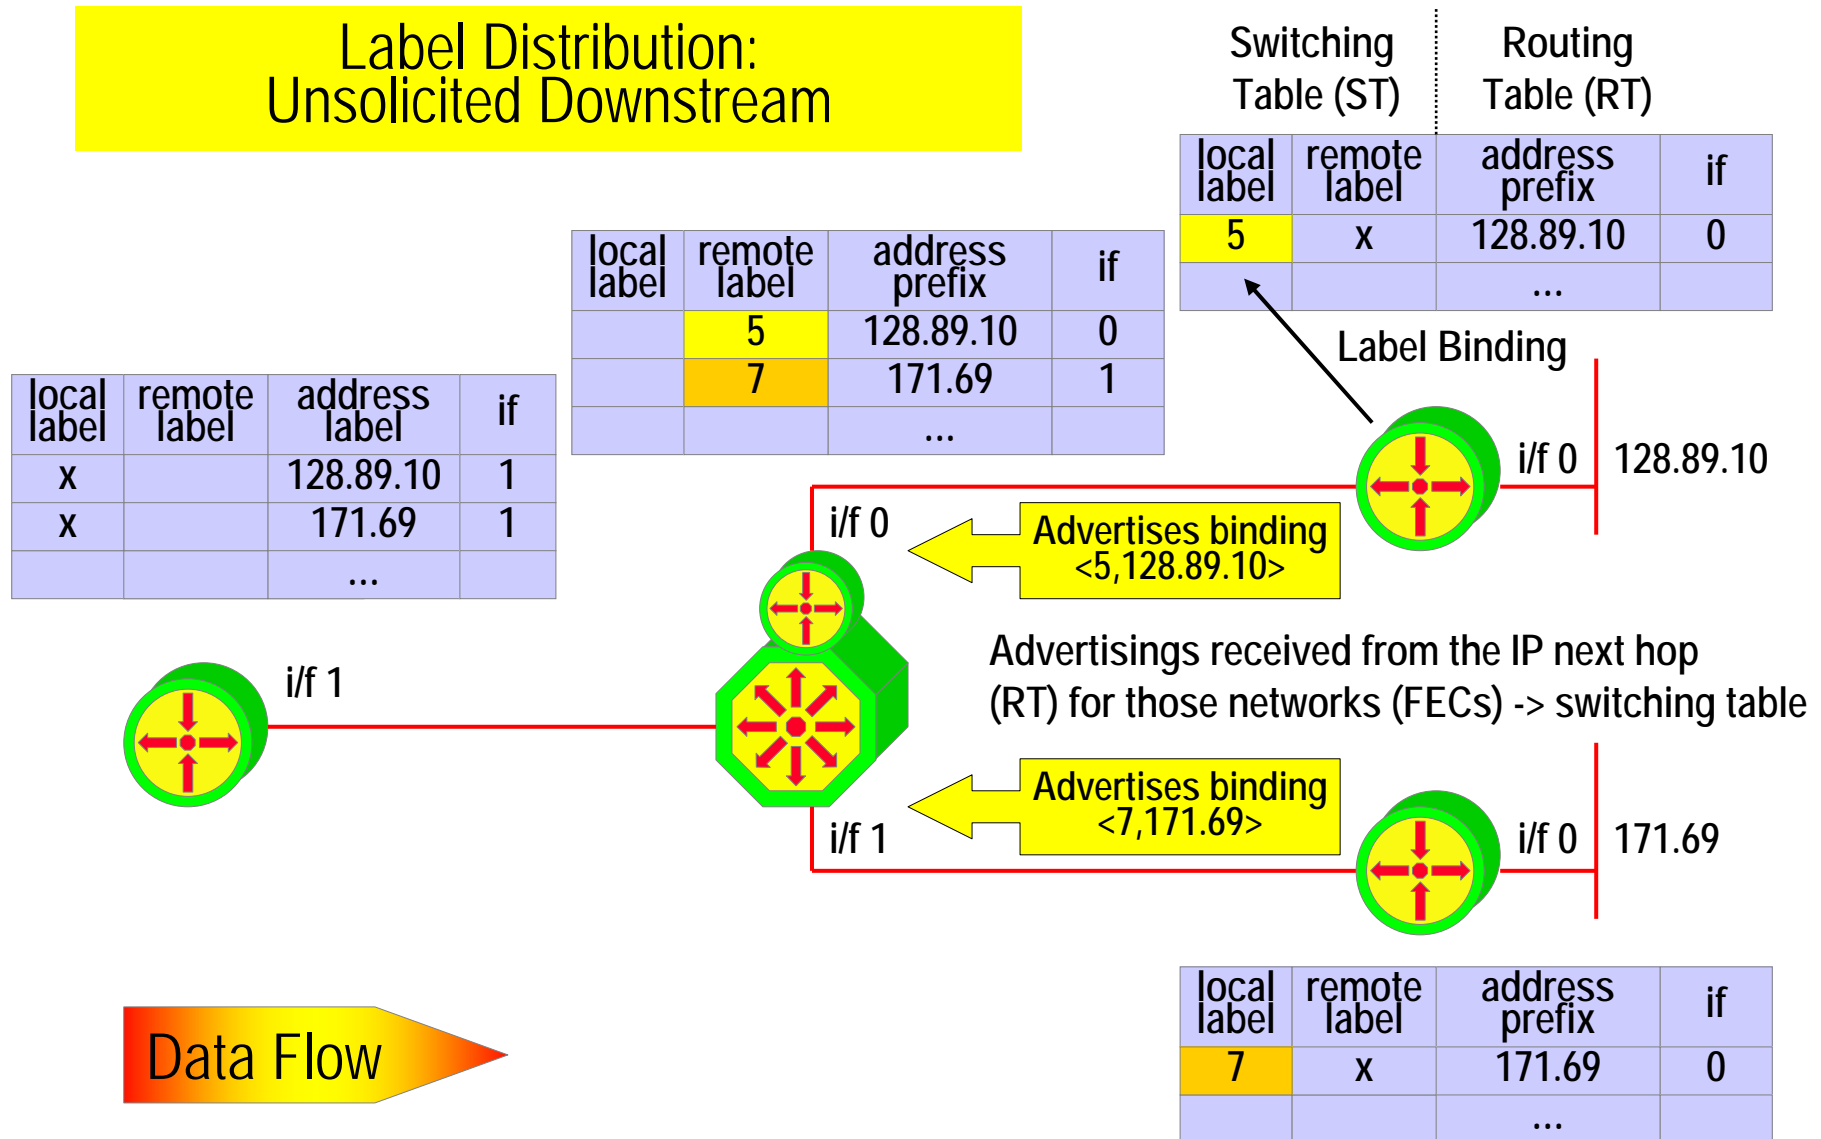 Label Distribution:
Unsolicited Downstream
Switching Table (ST)
Routing Table (RT)
local label remote label address prefix if
5 x 128.89.10 0
...
local label remote label address prefix if
5 128.89.10 0
7 171.69 1
...
Label Binding
local label remote label address label if
x 128.89.10 1
x 171.69 1
...
i/f 0 128.89.10
i/f 0
Advertises binding
<5,128.89.10>
i/f 1
Advertisings received from the IP next hop
(RT) for those networks (FECs) -> switching table
Advertises binding
<7,171.69>
i/f 1
i/f 0 171.69
local label remote label address prefix if
7 x 171.69 0
...
Data Flow